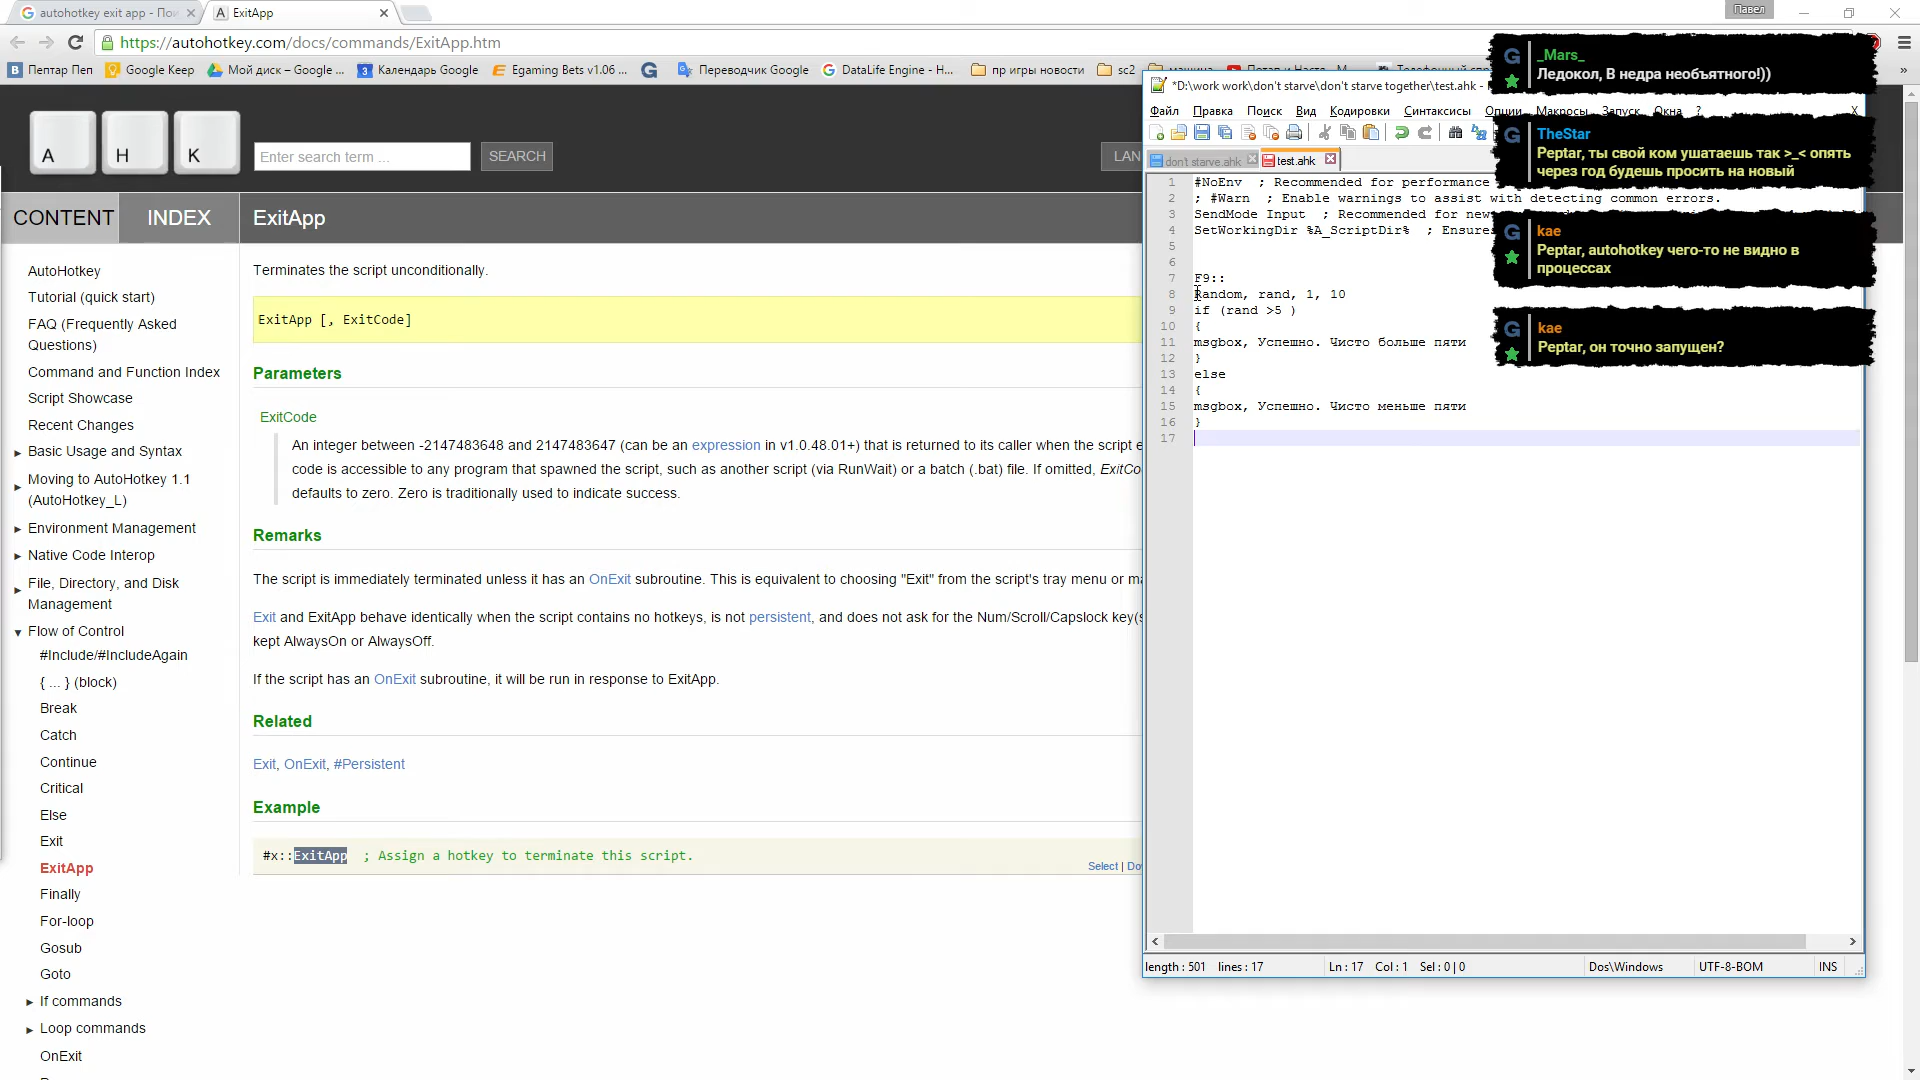 autohotkey exit app - Пои
ExitApp
Павел
https://autohotkey.com/docs/commands/ExitApp.htm
Пептар Пеп
Google Keep
Мой диск – Google ...
Календарь Google
Egaming Bets v1.06 ...
Переводчик Google
DataLife Engine - Н...
пр игры новости
sc2
машина
»
A
H
K
Enter search term ...
SEARCH
LAN
CONTENT
INDEX
ExitApp
AutoHotkey
Tutorial (quick start)
FAQ (Frequently Asked
Questions)
Command and Function Index
Script Showcase
Recent Changes
Basic Usage and Syntax
Moving to AutoHotkey 1.1
(AutoHotkey_L)
Environment Management
Native Code Interop
File, Directory, and Disk
Management
Flow of Control
#Include/#IncludeAgain
{ ... } (block)
Break
Catch
Continue
Critical
Else
Exit
ExitApp
Finally
For-loop
Gosub
Goto
If commands
Loop commands
OnExit
Terminates the script unconditionally.
ExitApp [, ExitCode]
Parameters
ExitCode
An integer between -2147483648 and 2147483647 (can be an expression in v1.0.48.01+) that is returned to its caller when the script e
code is accessible to any program that spawned the script, such as another script (via RunWait) or a batch (.bat) file. If omitted, ExitCo
defaults to zero. Zero is traditionally used to indicate success.
Remarks
The script is immediately terminated unless it has an OnExit subroutine. This is equivalent to choosing "Exit" from the script's tray menu or ma
Exit and ExitApp behave identically when the script contains no hotkeys, is not persistent, and does not ask for the Num/Scroll/Capslock key(s
kept AlwaysOn or AlwaysOff.
If the script has an OnExit subroutine, it will be run in response to ExitApp.
Related
Exit, OnExit, #Persistent
Example
#x::ExitApp ; Assign a hotkey to terminate this script.
Select | Do
*D:\work work\don't starve\don't starve together\test.ahk -
Файл Правка Поиск Вид Кодировки Синтаксисы Опции Макросы Запуск Окна ?
X
don't starve.ahk
test.ahk
1 #NoEnv ; Recommended for performance
2 ; #Warn ; Enable warnings to assist with detecting common errors.
3 SendMode Input ; Recommended for new
4 SetWorkingDir %A_ScriptDir% ; Ensures
5
6
7 F9::
8 Random, rand, 1, 10
9 if (rand >5 )
10 {
11 msgbox, Успешно. Чисто больше пяти
12 }
13 else
14 {
15 msgbox, Успешно. Чисто меньше пяти
16 }
17
length : 501 lines : 17
Ln : 17 Col : 1 Sel : 0 | 0
Dos\Windows
UTF-8-BOM
INS
_Mars_
Ледокол, В недра необъятного!))
TheStar
Peptar, ты свой ком ушатаешь так >_< опять
через год будешь просить на новый
kae
Peptar, autohotkey чего-то не видно в
процессах
kae
Peptar, он точно запущен?